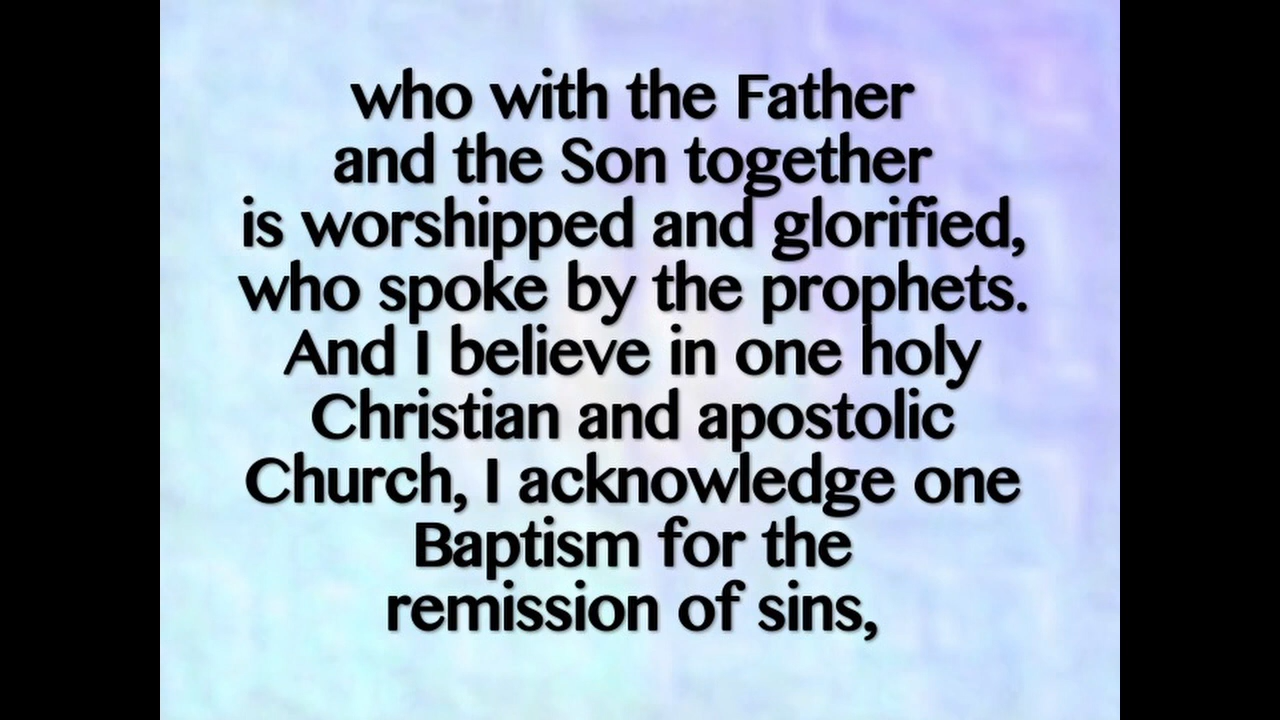 who with the Father
and the Son together
is worshipped and glorified,
who spoke by the prophets.
And I believe in one holy
Christian and apostolic
Church, I acknowledge one
Baptism for the
remission of sins,